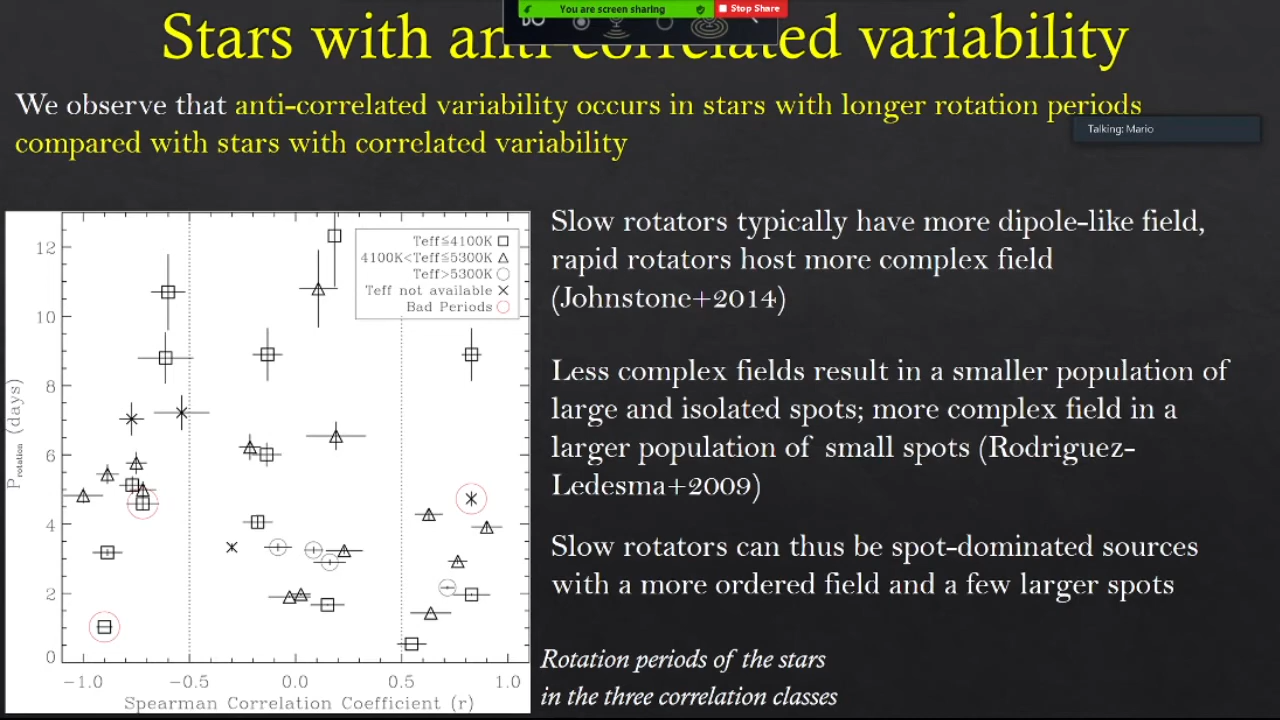 You are screen sharing
Stop Share
Stars with anti-correlated variability
We observe that anti-correlated variability occurs in stars with longer rotation periods
compared with stars with correlated variability
Talking: Mario
Slow rotators typically have more dipole-like field,
rapid rotators host more complex field
(Johnstone+2014)
Less complex fields result in a smaller population of
large and isolated spots; more complex field in a
larger population of small spots (Rodriguez-
Ledesma+2009)
Slow rotators can thus be spot-dominated sources
with a more ordered field and a few larger spots
Rotation periods of the stars
in the three correlation classes
Teff≤4100K
4100K<Teff≤5300K
Teff>5300K
Teff not available
Bad Periods
12
10
8
6
4
2
0
Protation (days)
−1.0 −0.5 0.0 0.5 1.0
Spearman Correlation Coefficient (r)